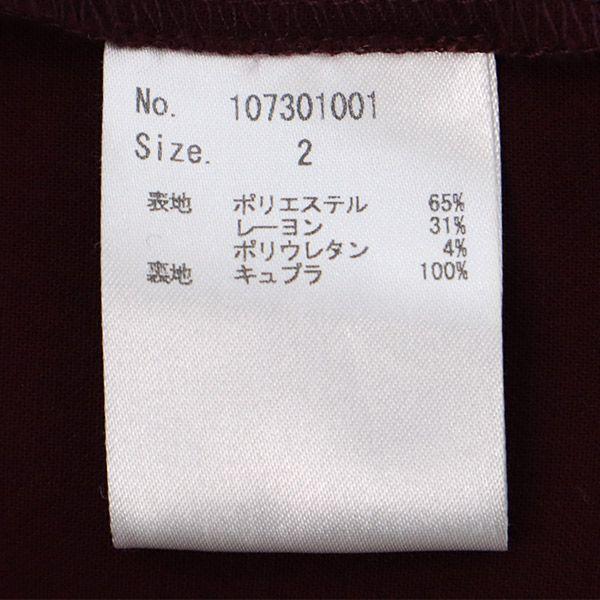 No. 107301001
Size. 2
表地 ポリエステル 65%
レーヨン 31%
ポリウレタン 4%
裏地 キュプラ 100%